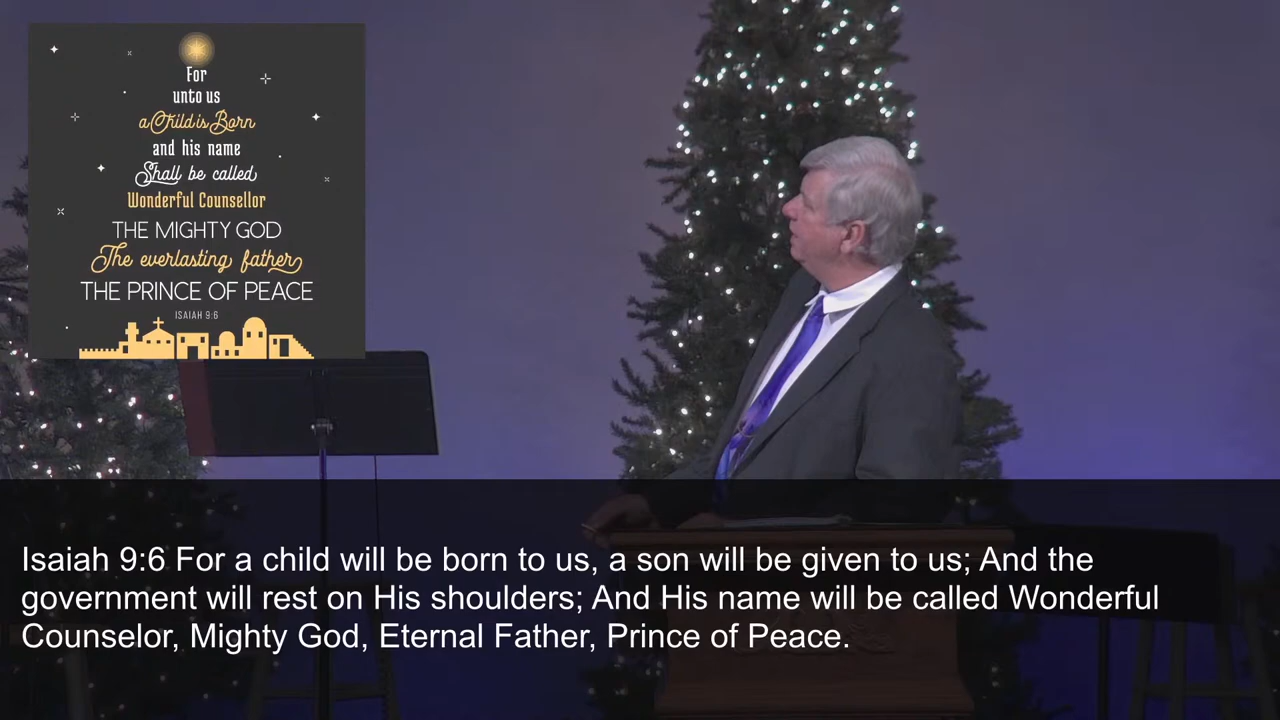 For
unto us
a Child is Born
and his name
Shall be called
Wonderful Counsellor
THE MIGHTY GOD
The everlasting father
THE PRINCE OF PEACE
ISAIAH 9:6
Isaiah 9:6 For a child will be born to us, a son will be given to us; And the
government will rest on His shoulders; And His name will be called Wonderful
Counselor, Mighty God, Eternal Father, Prince of Peace.